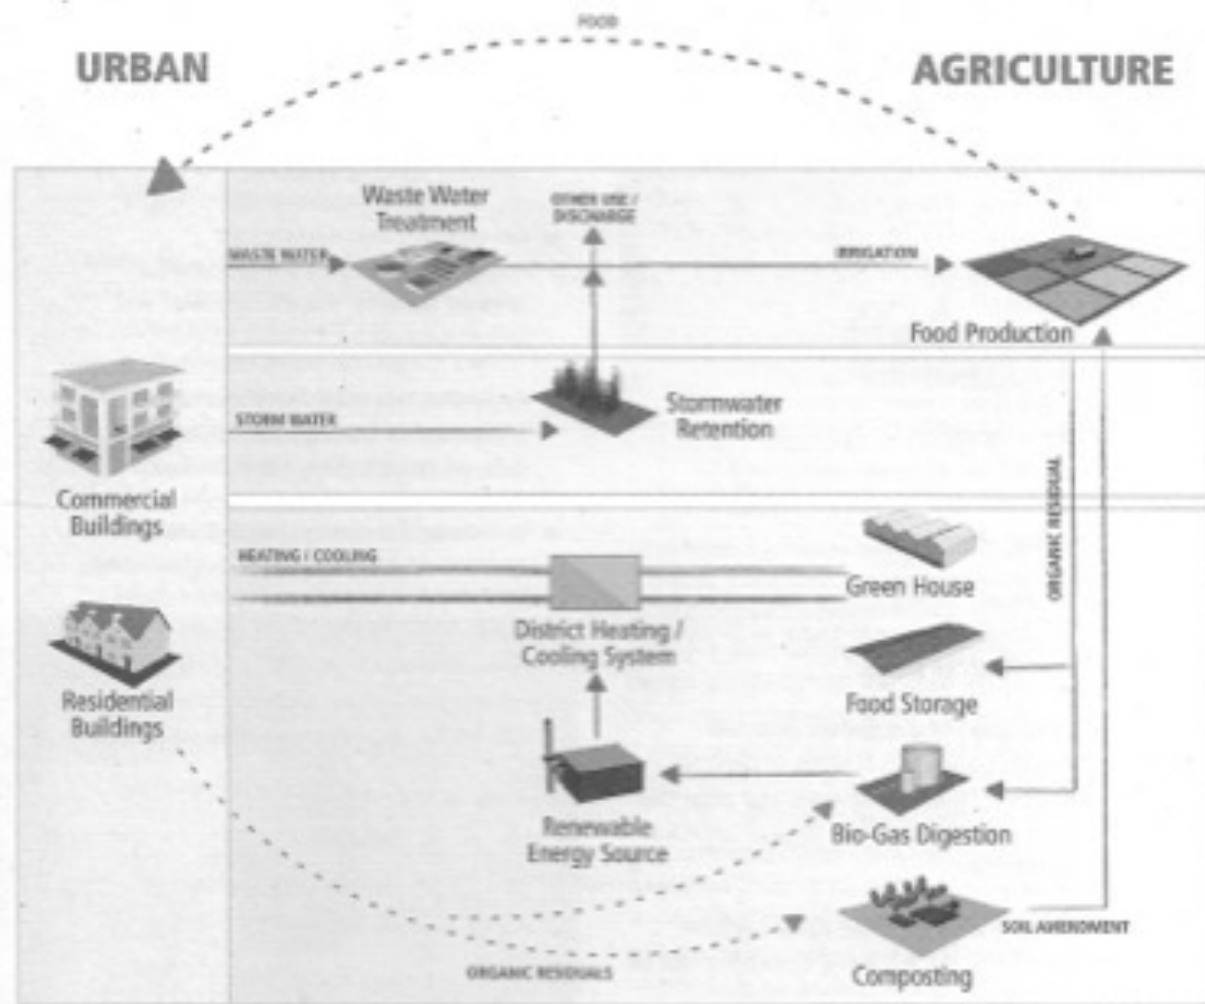 FOOD
URBAN
AGRICULTURE
Waste Water
Treatment
OTHER USE /
DISCHARGE
WASTE WATER
IRRIGATION
Food Production
STORM WATER
Stormwater
Retention
Commercial
Buildings
ORGANIC RESIDUAL
HEATING / COOLING
Green House
District Heating /
Cooling System
Residential
Buildings
Food Storage
Renewable
Energy Source
Bio-Gas Digestion
SOIL AMENDMENT
ORGANIC RESIDUALS
Composting